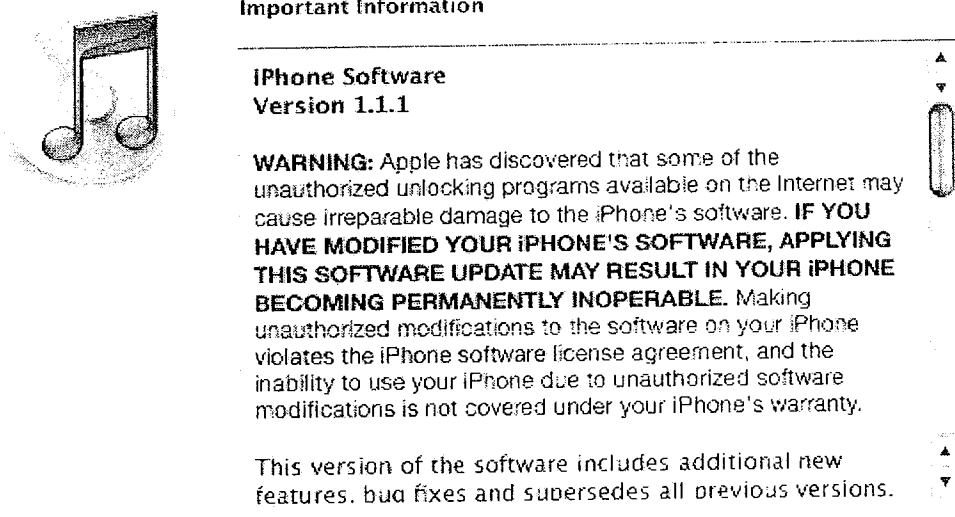 Important Information
iPhone Software
Version 1.1.1
WARNING: Apple has discovered that some of the
unauthorized unlocking programs available on the Internet may
cause irreparable damage to the iPhone's software. IF YOU
HAVE MODIFIED YOUR iPHONE'S SOFTWARE, APPLYING
THIS SOFTWARE UPDATE MAY RESULT IN YOUR iPHONE
BECOMING PERMANENTLY INOPERABLE. Making
unauthorized modifications to the software on your iPhone
violates the iPhone software license agreement, and the
inability to use your iPhone due to unauthorized software
modifications is not covered under your iPhone's warranty.
This version of the software includes additional new
features, bug fixes and supersedes all previous versions.